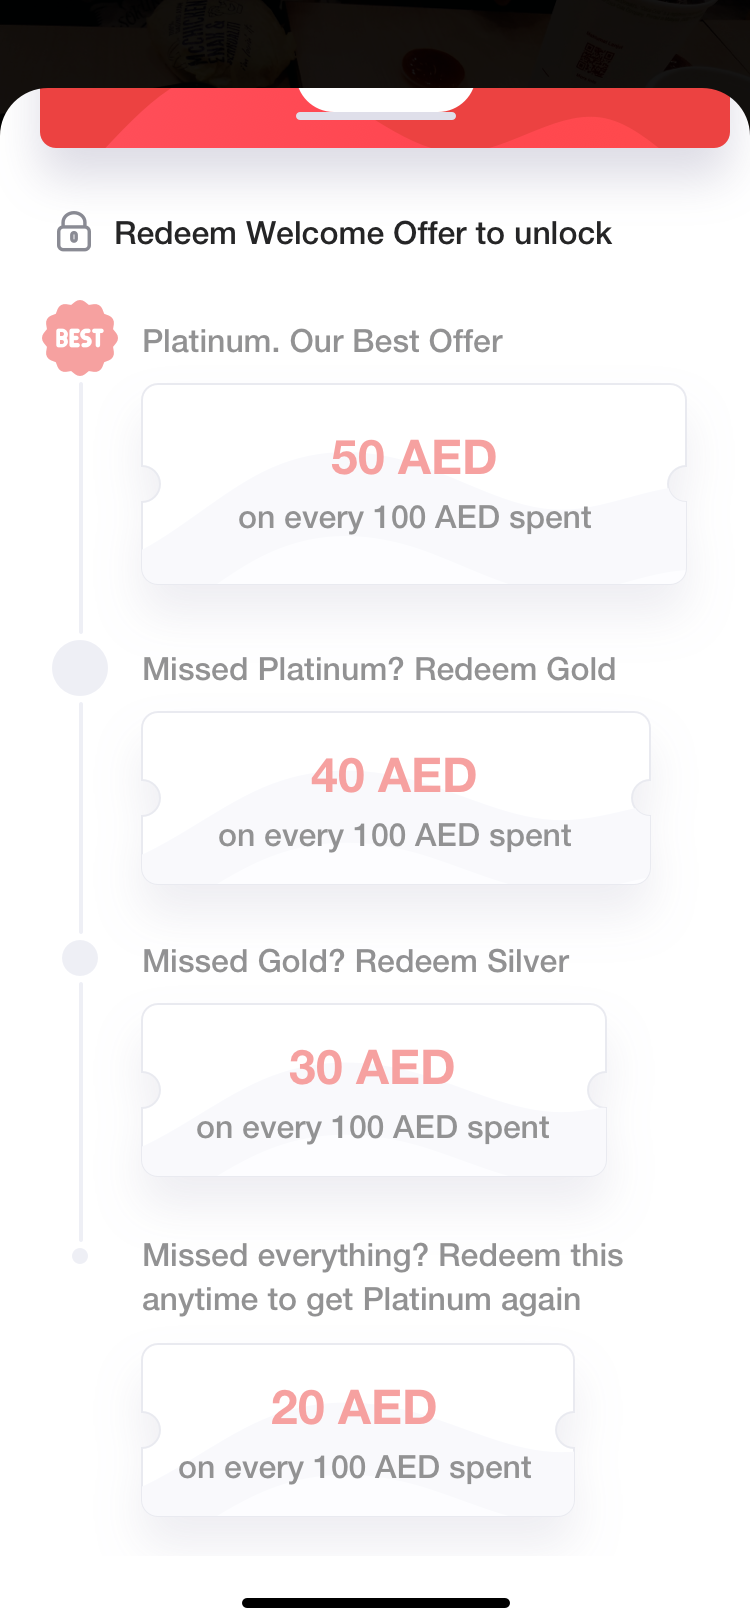 Redeem Welcome Offer to unlock
BEST
Platinum. Our Best Offer
50 AED
on every 100 AED spent
Missed Platinum? Redeem Gold
40 AED
on every 100 AED spent
Missed Gold? Redeem Silver
30 AED
on every 100 AED spent
Missed everything? Redeem this
anytime to get Platinum again
20 AED
on every 100 AED spent